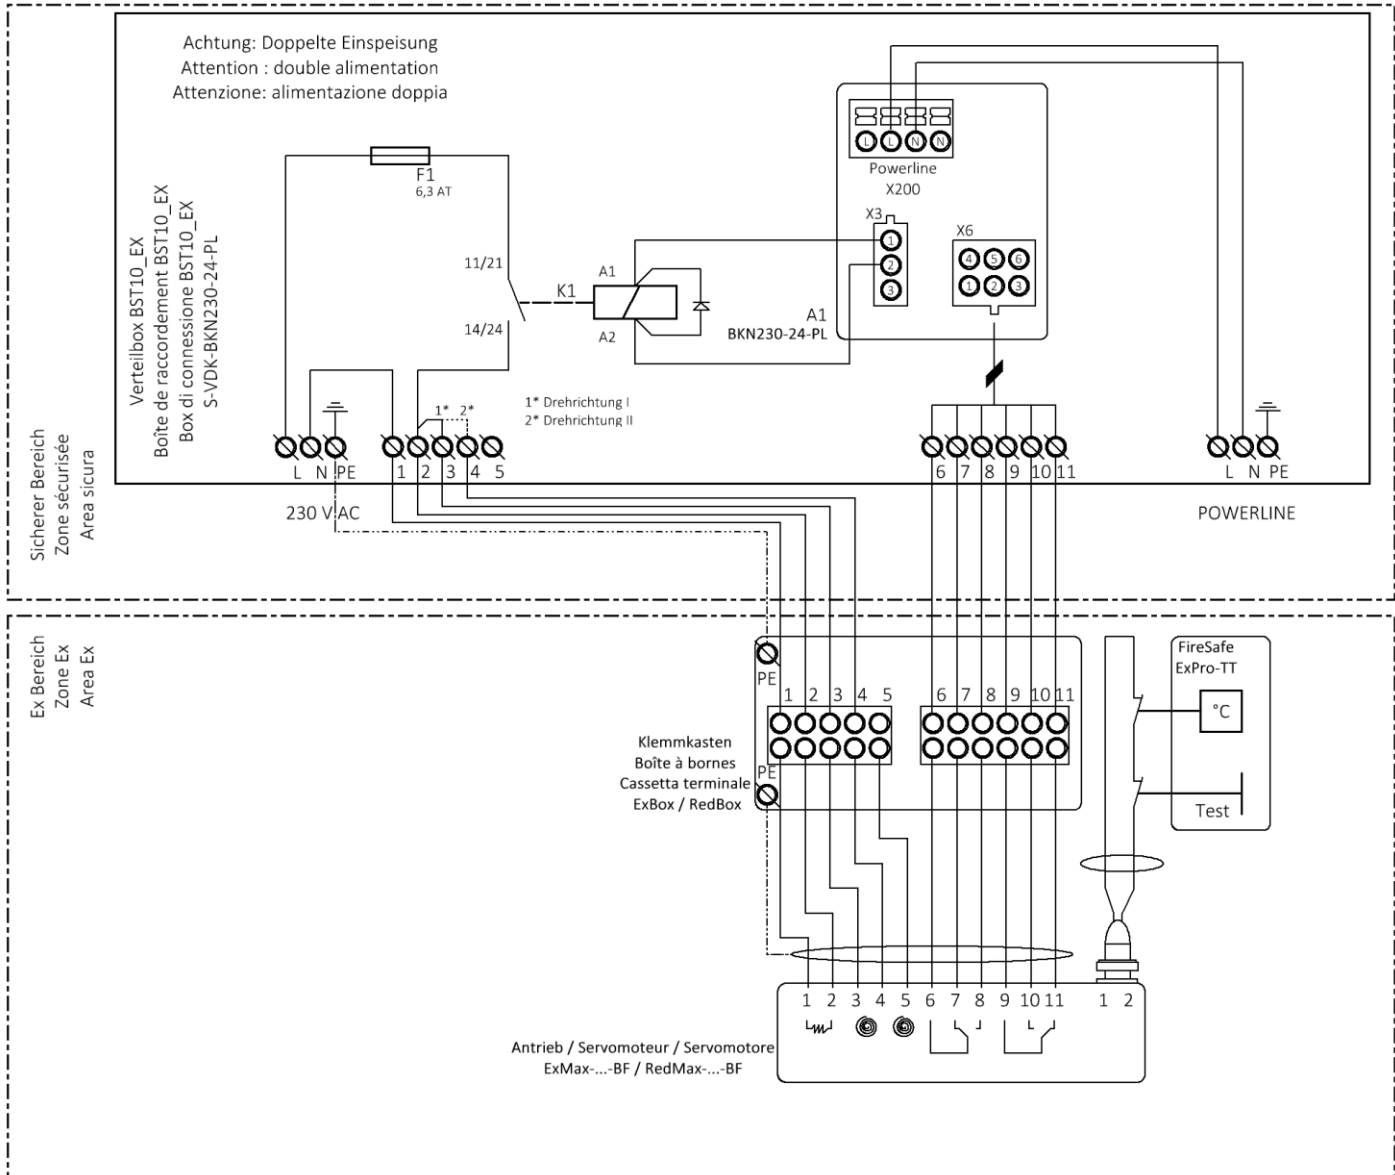 Achtung: Doppelte Einspeisung
Attention : double alimentation
Attenzione: alimentazione doppia
Verteilbox BST10_EX
Boîte de raccordement BST10_EX
Box di connessione BST10_EX
S-VDK-BKN230-24-PL
F1
6,3 AT
11/21
14/24
K1
A1
A2
L L N N
Powerline
X200
X3
1
2
3
X6
4 5 6
1 2 3
A1
BKN230-24-PL
1* 2*
1* Drehrichtung I
2* Drehrichtung II
L N PE
1 2 3 4 5
6 7 8 9 10 11
L N PE
230 V AC
POWERLINE
Sicherer Bereich
Zone sécurisée
Area sicura
Ex Bereich
Zone Ex
Area Ex
PE
1 2 3 4 5
6 7 8 9 10 11
PE
Klemmkasten
Boîte à bornes
Cassetta terminale
ExBox / RedBox
FireSafe
ExPro-TT
°C
Test
1 2 3 4 5 6 7 8 9 10 11
1 2
Antrieb / Servomoteur / Servomotore
ExMax-...-BF / RedMax-...-BF